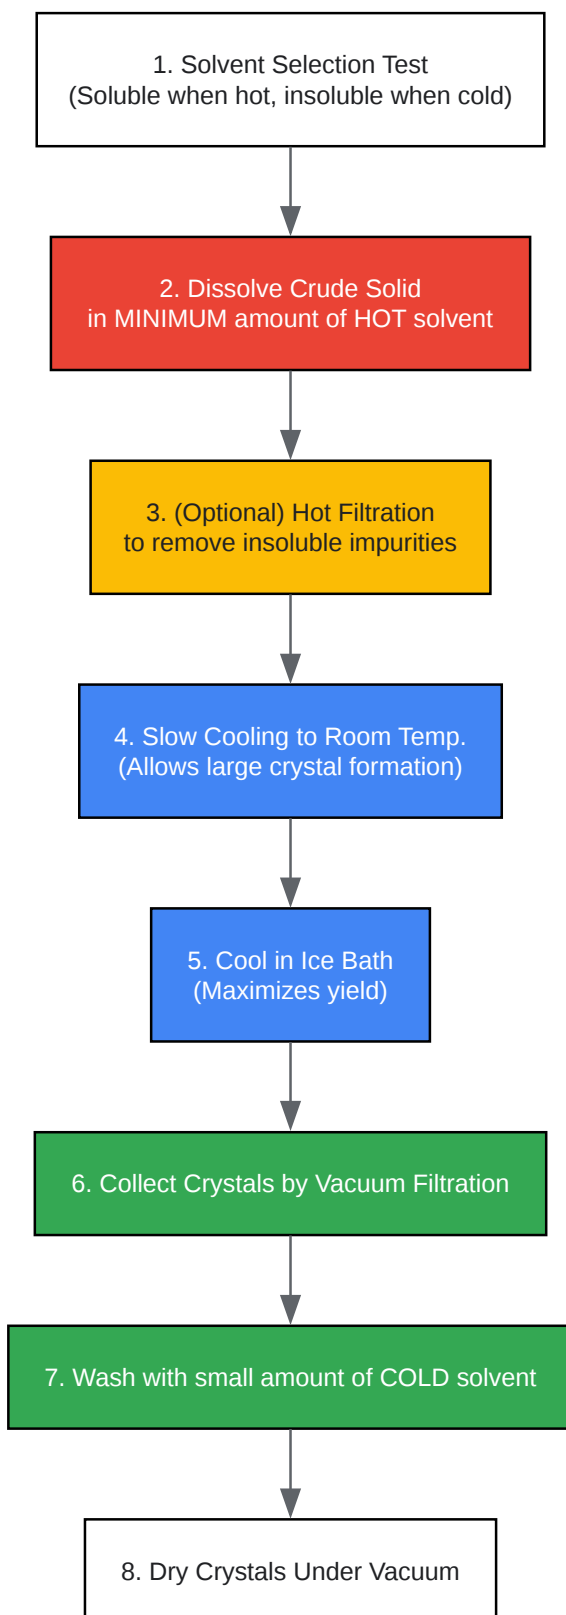 1. Solvent Selection Test
(Soluble when hot, insoluble when cold)
2. Dissolve Crude Solid
in MINIMUM amount of HOT solvent
3. (Optional) Hot Filtration
to remove insoluble impurities
4. Slow Cooling to Room Temp.
(Allows large crystal formation)
5. Cool in Ice Bath
(Maximizes yield)
6. Collect Crystals by Vacuum Filtration
7. Wash with small amount of COLD solvent
8. Dry Crystals Under Vacuum